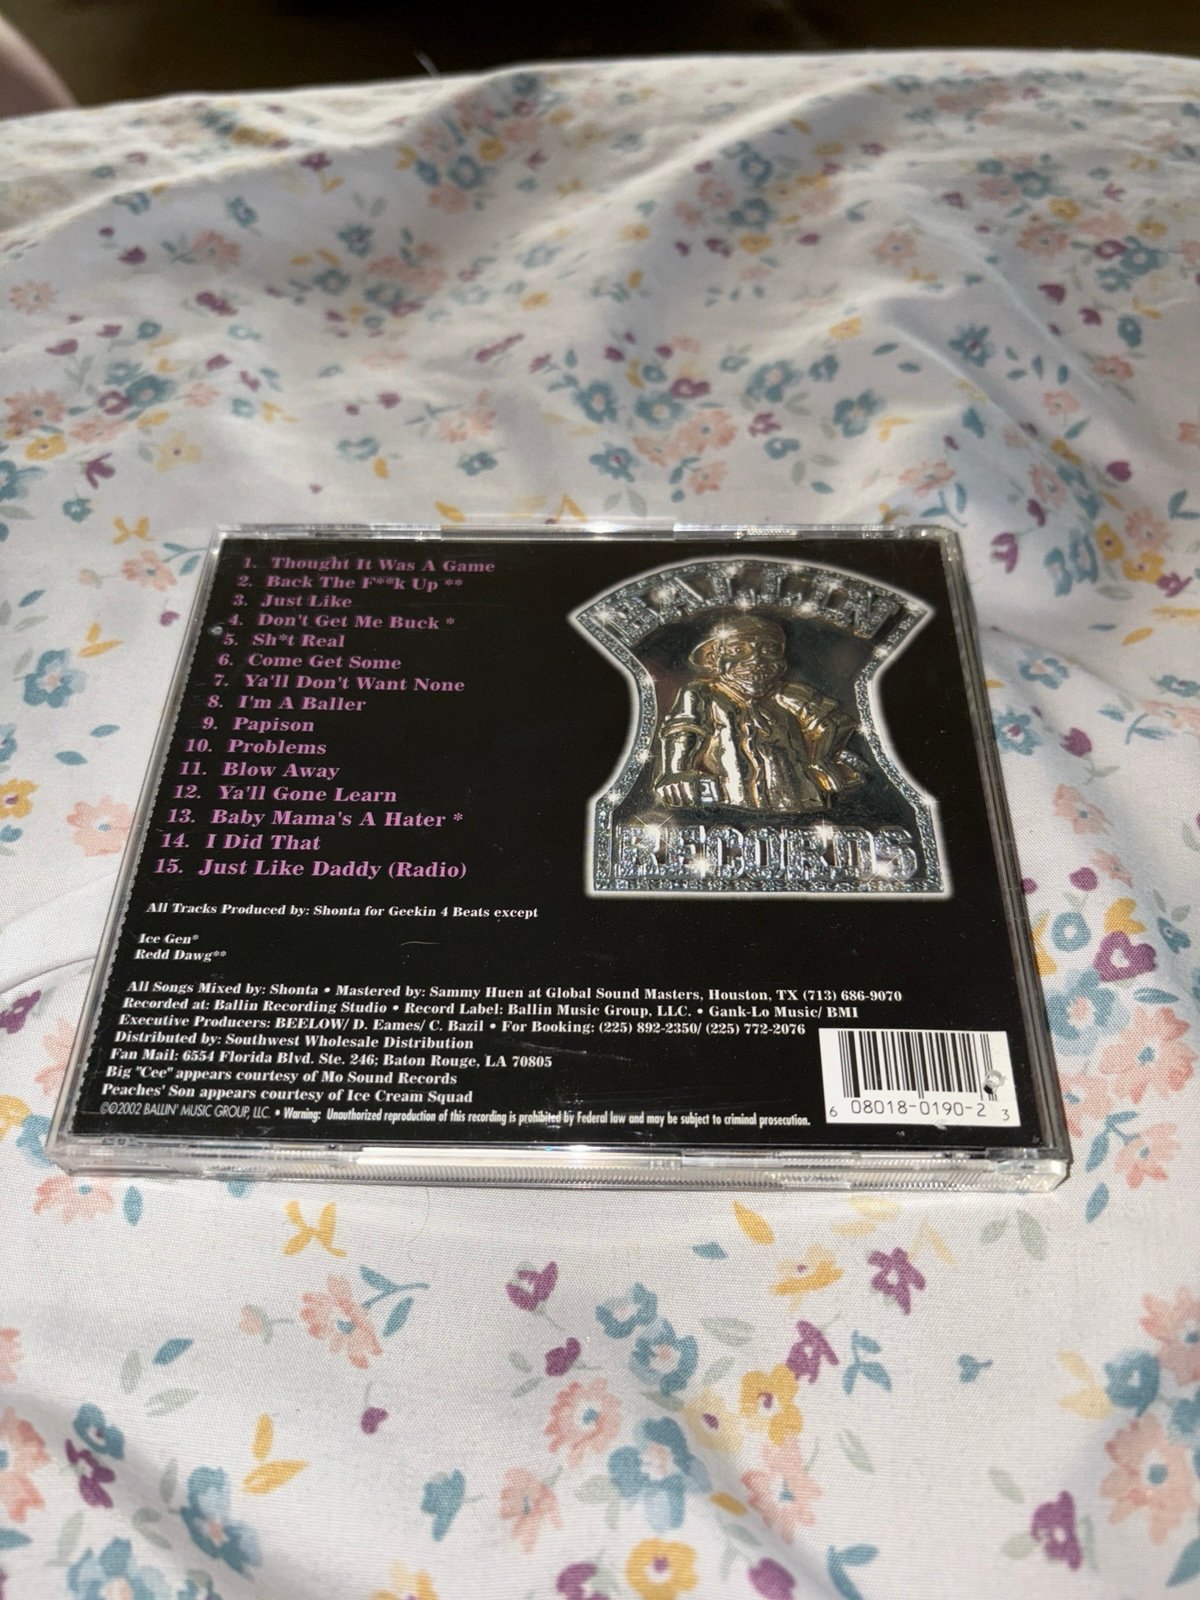 1. Thought It Was A Game
2. Back The F**k Up **
3. Just Like
4. Don't Get Me Buck *
5. Sh*t Real
6. Come Get Some
7. Ya'll Don't Want None
8. I'm A Baller
9. Papison
10. Problems
11. Blow Away
12. Ya'll Gone Learn
13. Baby Mama's A Hater *
14. I Did That
15. Just Like Daddy (Radio)
BALLIN
RECORDS
All Tracks Produced by: Shonta for Geekin 4 Beats except
Ice Gen*
Redd Dawg**
All Songs Mixed by: Shonta • Mastered by: Sammy Huen at Global Sound Masters, Houston, TX (713) 686-9070
Recorded at: Ballin Recording Studio • Record Label: Ballin Music Group, LLC. • Gank-Lo Music/ BMI
Executive Producers: BEELOW/ D. Eames/ C. Bazil • For Booking: (225) 892-2350/ (225) 772-2076
Distributed by: Southwest Wholesale Distribution
Fan Mail: 6554 Florida Blvd. Ste. 246; Baton Rouge, LA 70805
Big "Cee" appears courtesy of Mo Sound Records
Peaches' Son appears courtesy of Ice Cream Squad
©℗2002 BALLIN' MUSIC GROUP, LLC. • Warning: Unauthorized reproduction of this recording is prohibited by Federal law and may be subject to criminal prosecution.
6 08018-0190-2 3